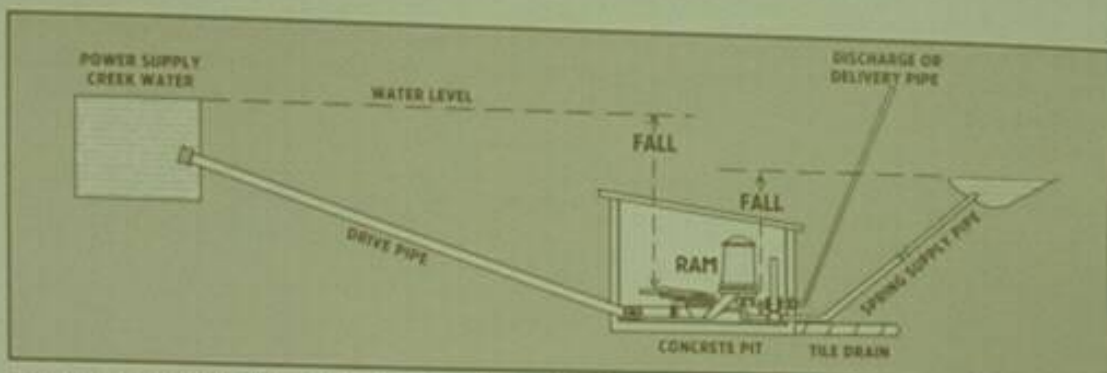 POWER SUPPLY
CREEK WATER
WATER LEVEL
DISCHARGE OR
DELIVERY PIPE
FALL
FALL
DRIVE PIPE
RAM
SPRING SUPPLY PIPE
CONCRETE PIT
TILE DRAIN